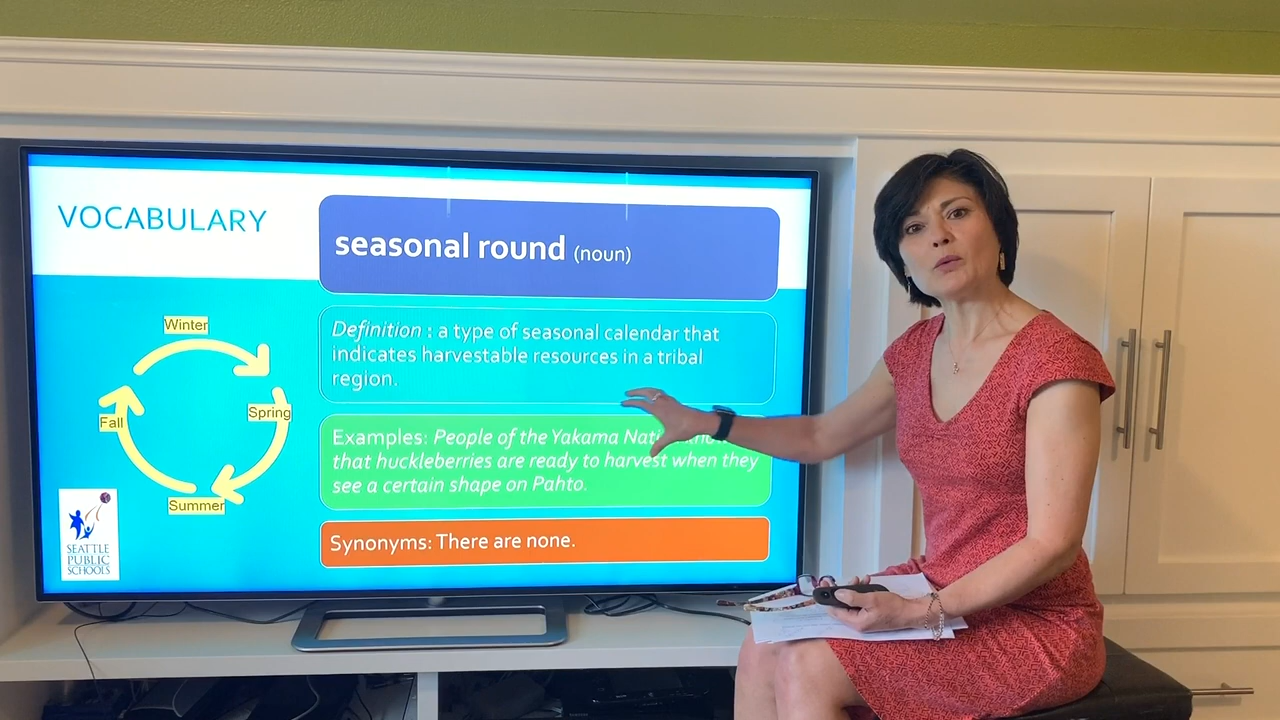 VOCABULARY
seasonal round (noun)
Definition : a type of seasonal calendar that
indicates harvestable resources in a tribal
region.
Examples: People of the Yakama
that huckleberries are ready to harvest when they
see a certain shape on Pahto.
Synonyms: There are none.
Winter
Spring
Summer
Fall
SEATTLE
PUBLIC
SCHOOLS